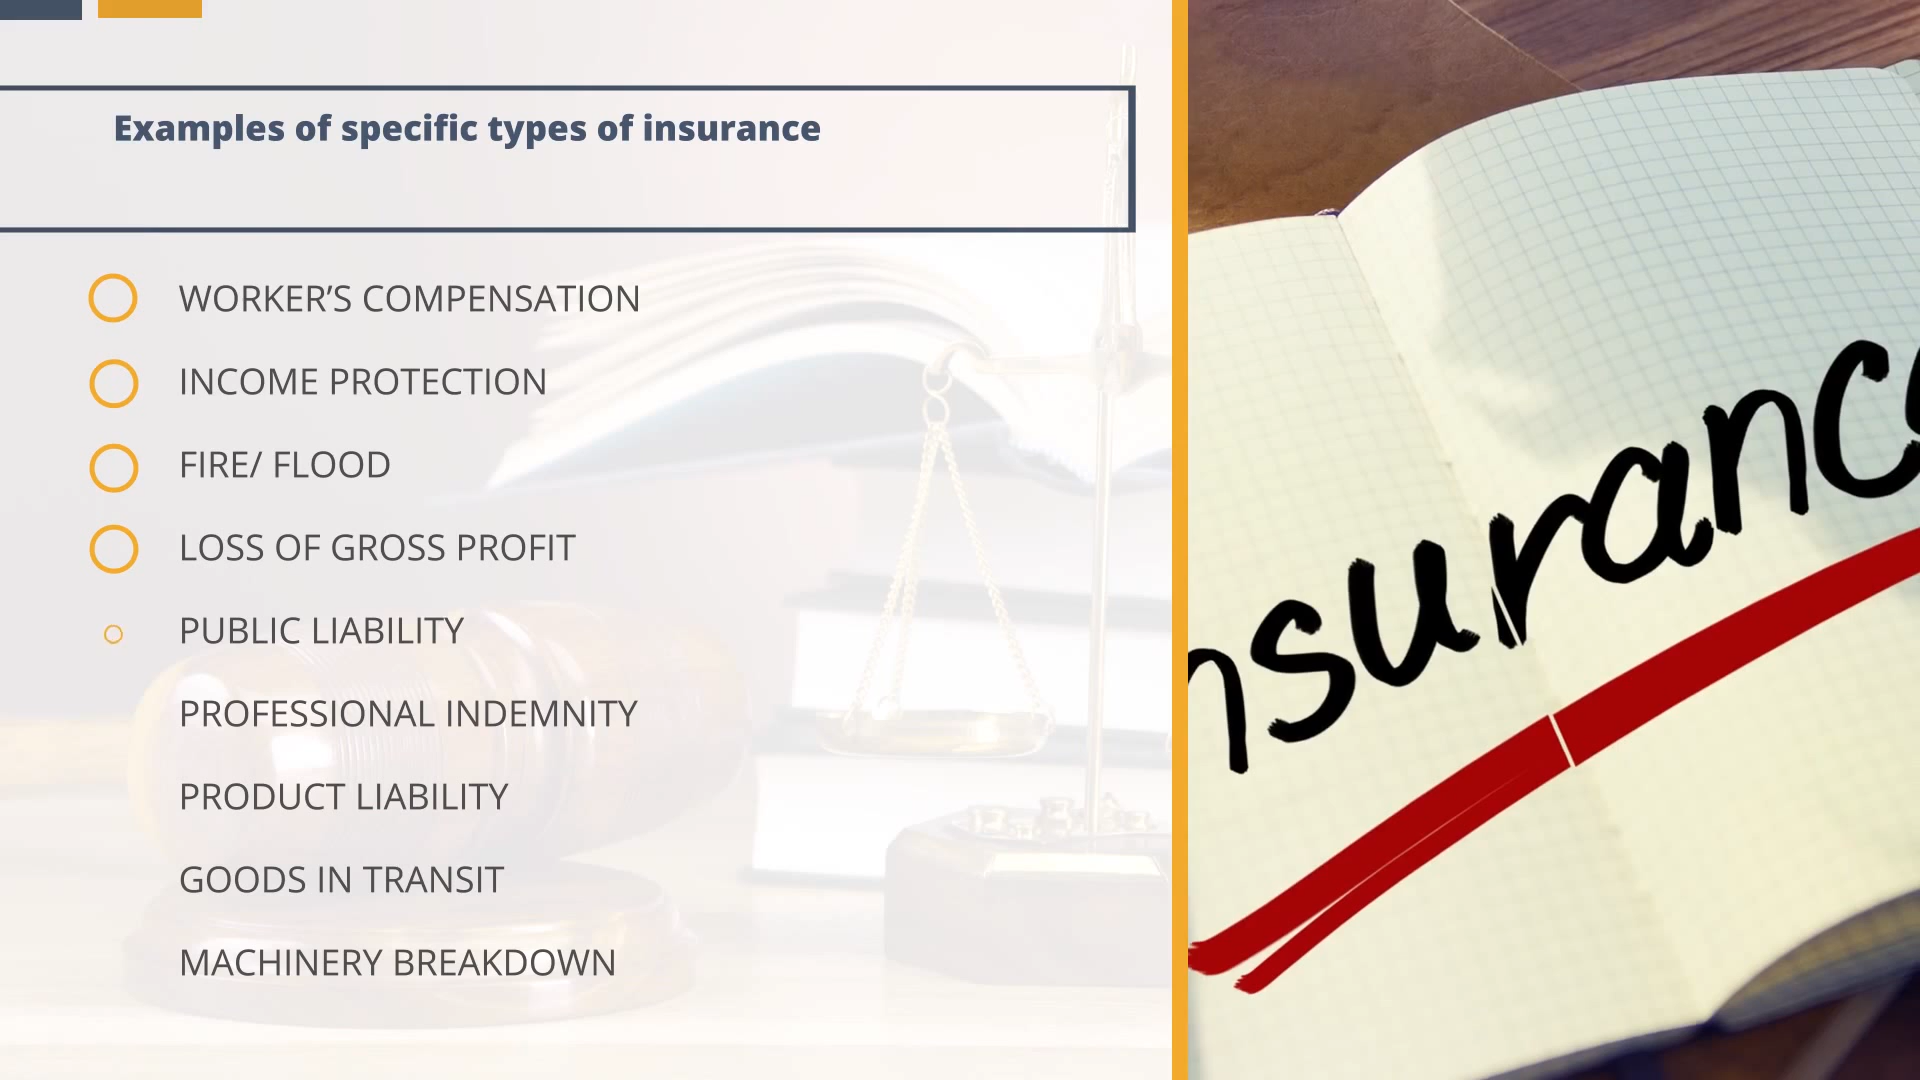 Examples of specific types of insurance
WORKER’S COMPENSATION
INCOME PROTECTION
FIRE/ FLOOD
LOSS OF GROSS PROFIT
PUBLIC LIABILITY
PROFESSIONAL INDEMNITY
PRODUCT LIABILITY
GOODS IN TRANSIT
MACHINERY BREAKDOWN
nsuranc